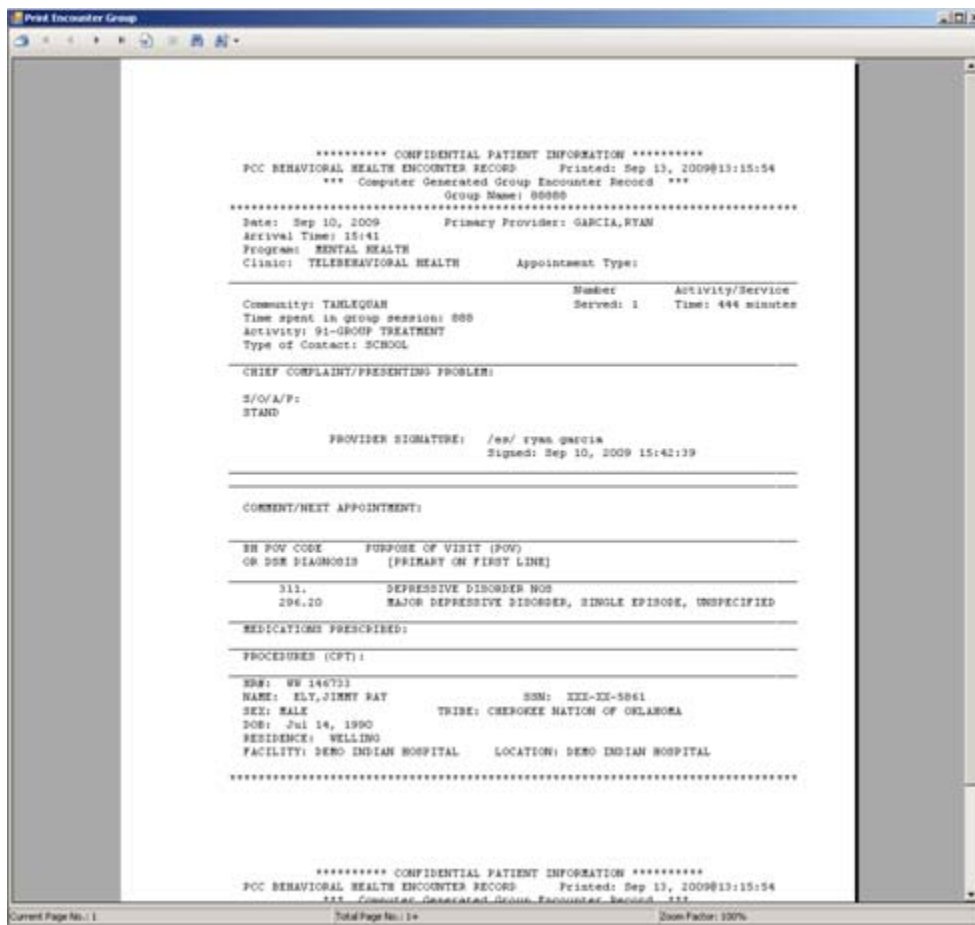 Print Encounter Group
********** CONFIDENTIAL PATIENT INFORMATION **********
PCC BEHAVIORAL HEALTH ENCOUNTER RECORD Printed: Sep 13, 2009@13:15:54
*** Computer Generated Group Encounter Record ***
Group Name: 88888
Date: Sep 10, 2009 Primary Provider: GARCIA,RYAN
Arrival Time: 15:41
Program: MENTAL HEALTH
Clinic: TELEBEHAVIORAL HEALTH Appointment Type:
Number Activity/Service
Community: TAHLEQUAH Served: 1 Time: 444 minutes
Time spent in group session: 888
Activity: 91-GROUP TREATMENT
Type of Contact: SCHOOL
CHIEF COMPLAINT/PRESENTING PROBLEM:
S/O/A/P:
STAND
PROVIDER SIGNATURE: /es/ ryan garcia
Signed: Sep 10, 2009 15:42:39
COMMENT/NEXT APPOINTMENT:
BH POV CODE PURPOSE OF VISIT (POV)
OR DSM DIAGNOSIS [PRIMARY ON FIRST LINE]
311. DEPRESSIVE DISORDER NOS
296.20 MAJOR DEPRESSIVE DISORDER, SINGLE EPISODE, UNSPECIFIED
MEDICATIONS PRESCRIBED:
PROCEDURES (CPT):
HR#: WW 146733
NAME: ELY,JIMMY RAY SSN: XXX-XX-5861
SEX: MALE TRIBE: CHEROKEE NATION OF OKLAHOMA
DOB: Jul 14, 1990
RESIDENCE: WELLING
FACILITY: DEMO INDIAN HOSPITAL LOCATION: DEMO INDIAN HOSPITAL
********** CONFIDENTIAL PATIENT INFORMATION **********
PCC BEHAVIORAL HEALTH ENCOUNTER RECORD Printed: Sep 13, 2009@13:15:54
*** Computer Generated Group Encounter Record ***
Current Page No.: 1 Total Page No.: 1+ Zoom Factor: 100%